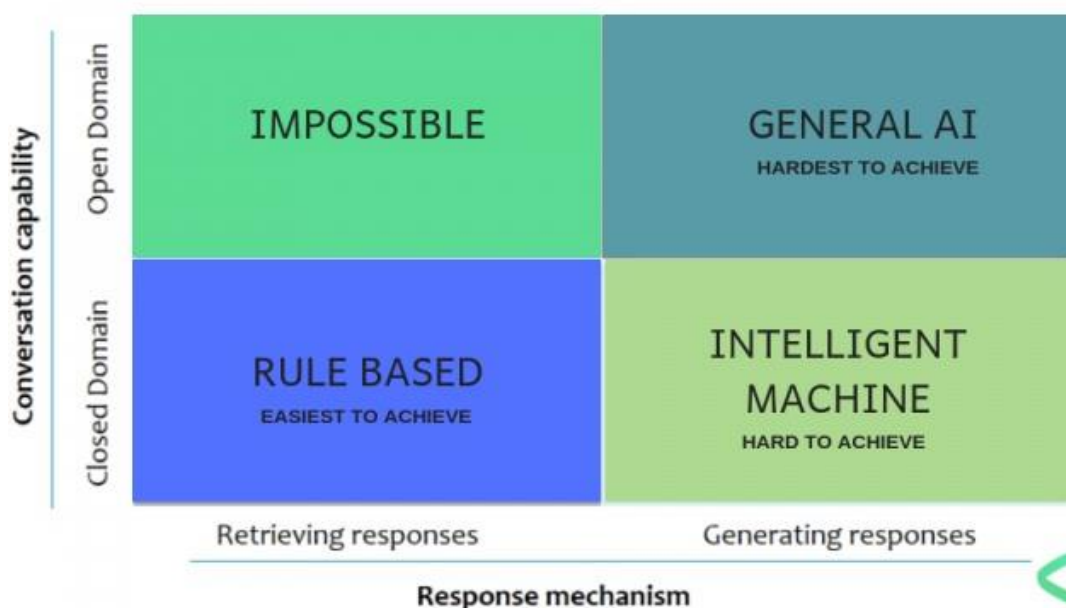 Conversation capability
Open Domain
Closed Domain
IMPOSSIBLE
GENERAL AI
HARDEST TO ACHIEVE
RULE BASED
EASIEST TO ACHIEVE
INTELLIGENT
MACHINE
HARD TO ACHIEVE
Retrieving responses
Generating responses
Response mechanism